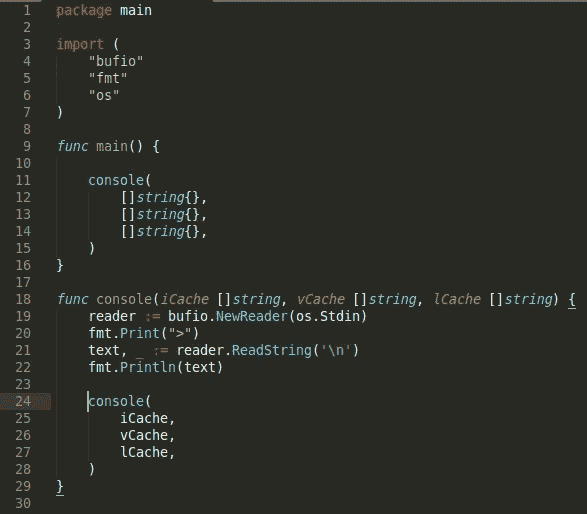 1 package main
2
3 import (
4     "bufio"
5     "fmt"
6     "os"
7 )
8
9 func main() {
10
11     console(
12         []string{},
13         []string{},
14         []string{},
15     )
16 }
17
18 func console(iCache []string, vCache []string, lCache []string) {
19     reader := bufio.NewReader(os.Stdin)
20     fmt.Print(">")
21     text, _ := reader.ReadString('\n')
22     fmt.Println(text)
23
24     console(
25         iCache,
26         vCache,
27         lCache,
28     )
29 }
30